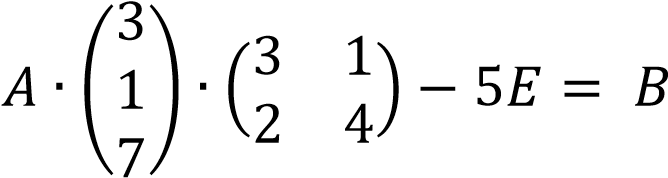 A · (3 1 7) · (3 1 2 4) − 5E = B